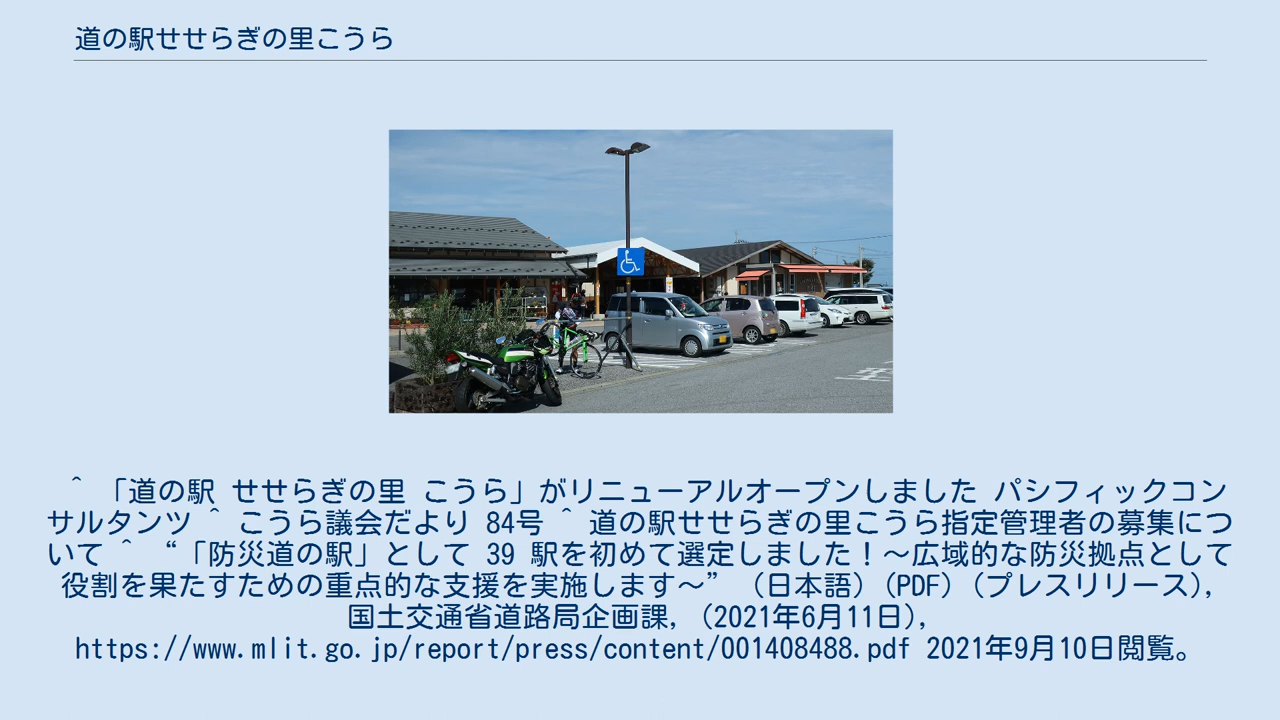 道の駅せせらぎの里こうら
^ 「道の駅 せせらぎの里 こうら」がリニューアルオープンしました パシフィックコン
サルタンツ ^ こうら議会だより 84号 ^ 道の駅せせらぎの里こうら指定管理者の募集につ
いて ^ “「防災道の駅」として 39 駅を初めて選定しました！～広域的な防災拠点として
役割を果たすための重点的な支援を実施します～” (日本語) (PDF) (プレスリリース),
国土交通省道路局企画課, (2021年6月11日),
https://www.mlit.go.jp/report/press/content/001408488.pdf 2021年9月10日閲覧。